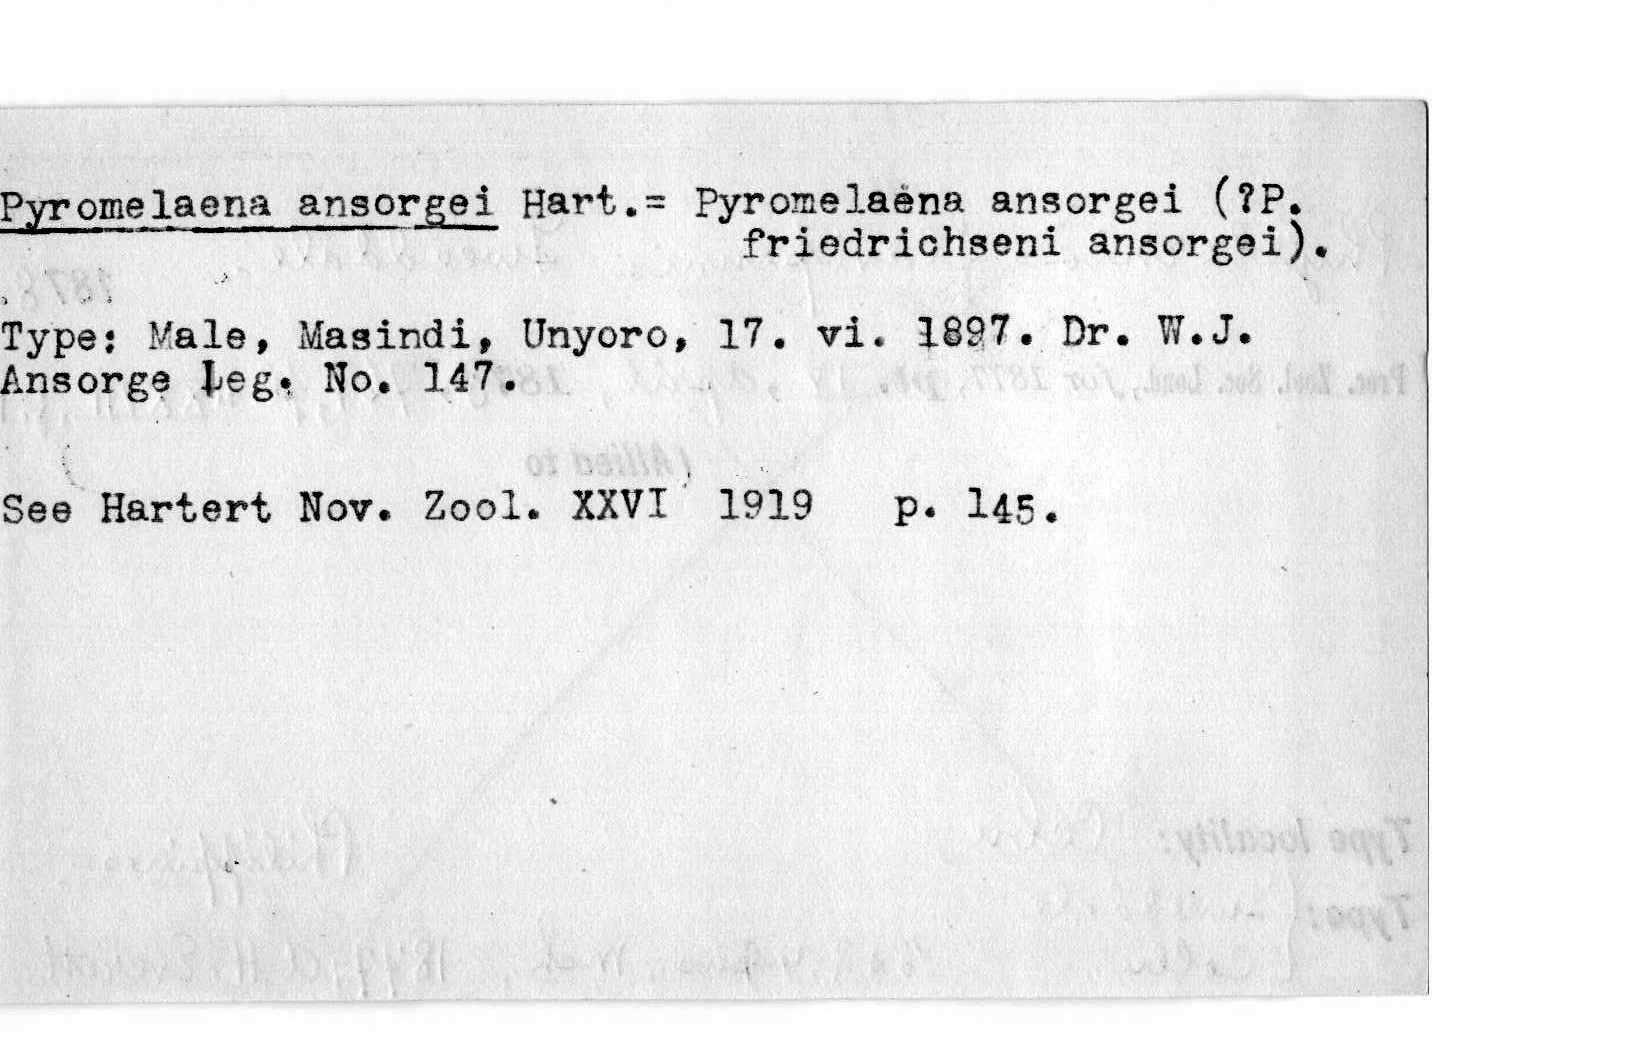 Pyromelaena ansorgei Hart.= Pyromelaena ansorgei (?P.
friedrichseni ansorgei).
Type: Male, Masindi, Unyoro, 17. vi. 1897. Dr. W.J.
Ansorge Leg. No. 147.
See Hartert Nov. Zool. XXVI 1919 p. 145.